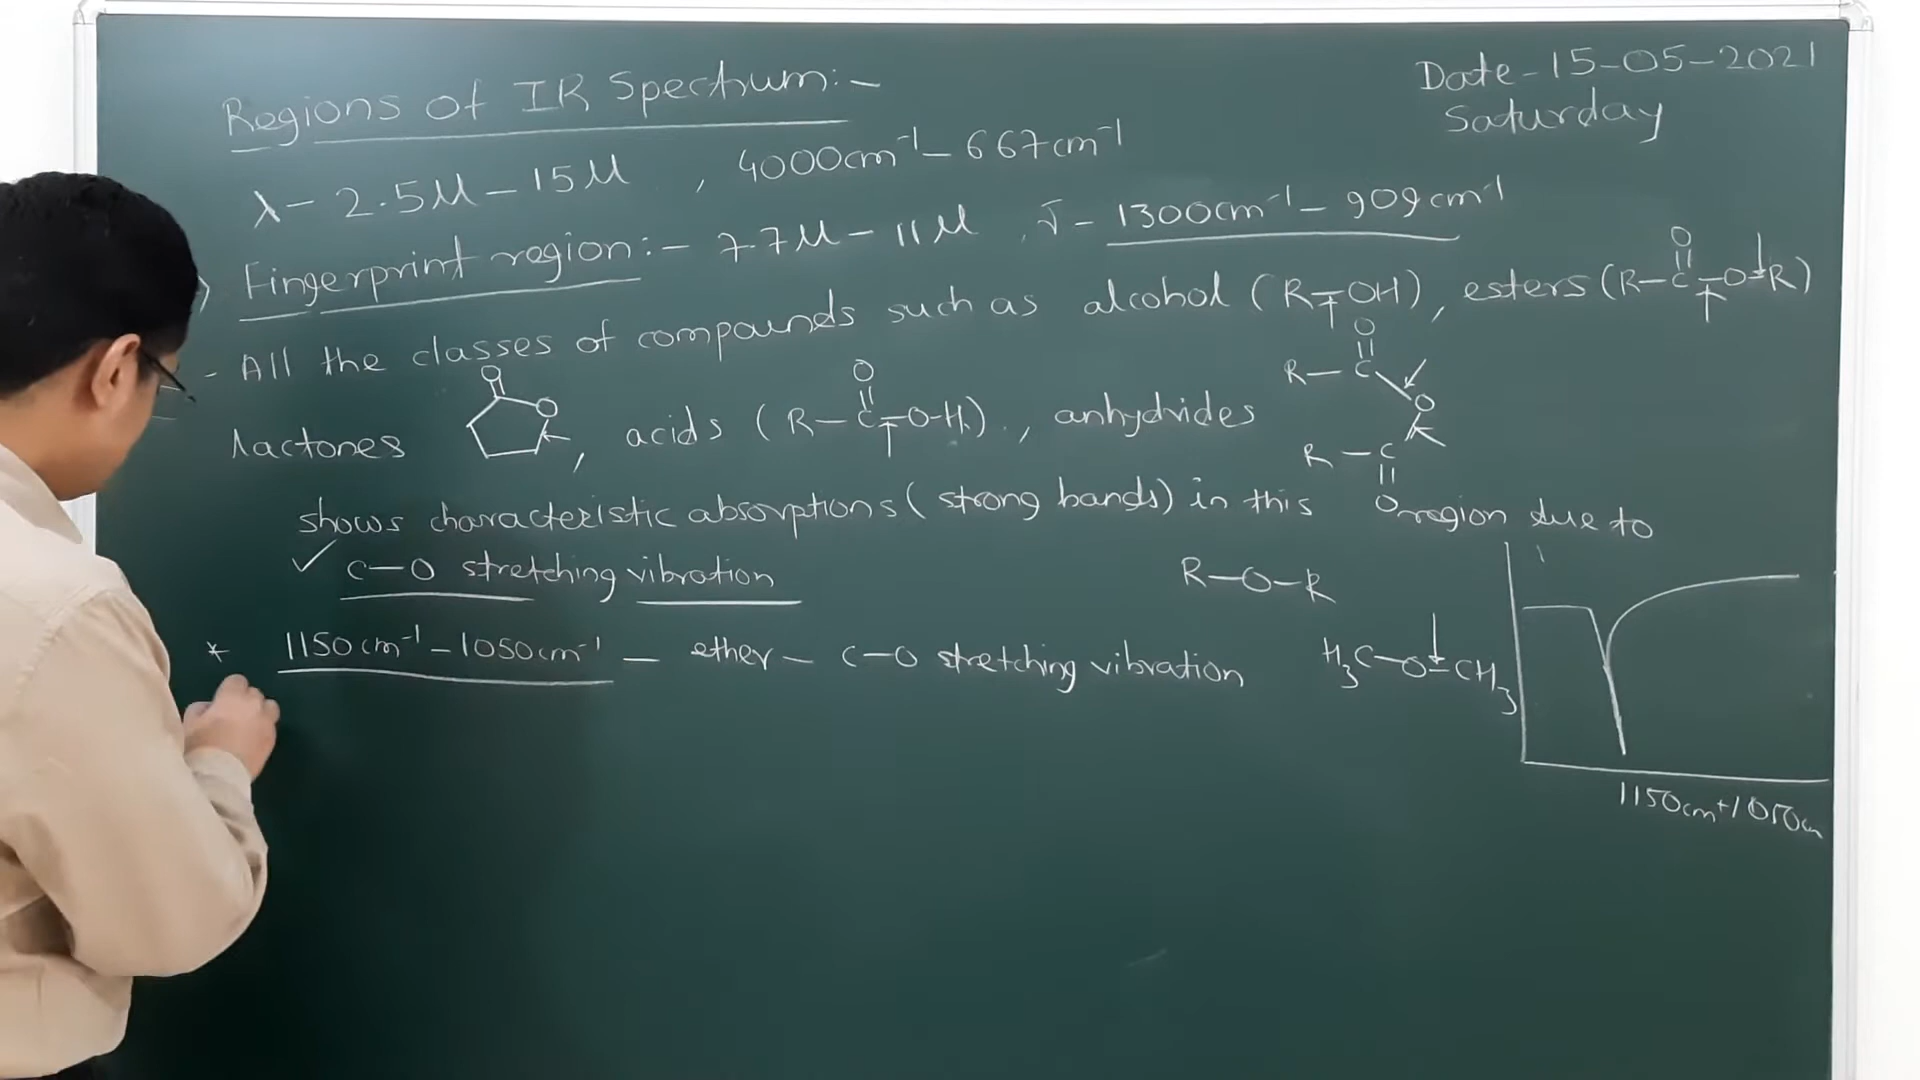 Regions of IR Spectrum:-
Date-15-05-2021
Saturday
λ- 2.5μ-15μ , 4000cm⁻¹-667cm⁻¹
) Fingerprint region:- 7.7μ-11μ , ν̄- 1300cm⁻¹-909cm⁻¹
- All the classes of compounds such as alcohol (R-OH), esters (R-C-O-R)
O
lactones , acids (R-C-O-H), anhydrides
O
O
O
O
R-C
O
R-C
O
shows characteristic absorptions (strong bands) in this region due to
✓ C-O stretching vibration
R-O-R
* 1150cm⁻¹-1050cm⁻¹ - ether - C-O stretching vibration H₃C-O-CH₃
1150cm⁻¹ 1050cm